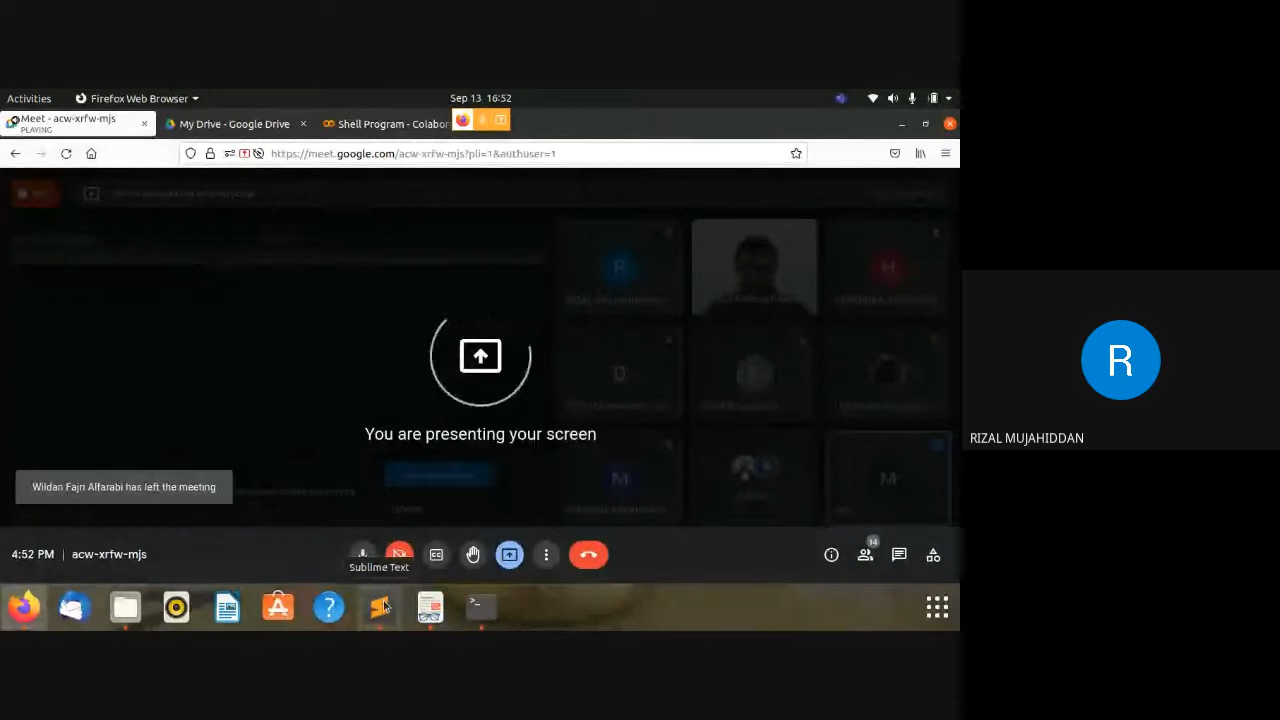 Activities
Firefox Web Browser
Sep 13 16:52
Meet - acw-xrfw-mjs
PLAYING
My Drive - Google Drive
Shell Program - Colabor
https://meet.google.com/acw-xrfw-mjs?pli=1&authuser=1
R
H
D
You are presenting your screen
M
M
Wildan Fajri Alfarabi has left the meeting
R
RIZAL MUJAHIDDAN
4:52 PM | acw-xrfw-mjs
14
Sublime Text